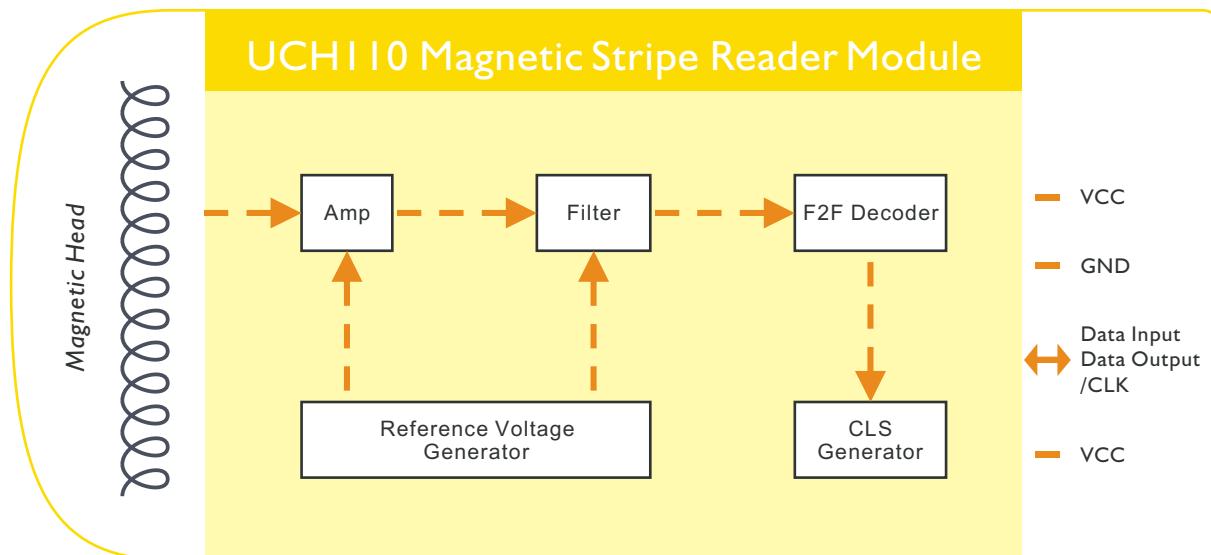 UCH110 Magnetic Stripe Reader Module
Magnetic Head
Amp
Filter
F2F Decoder
Reference Voltage
Generator
CLS
Generator
VCC
GND
Data Input
Data Output
/CLK
VCC